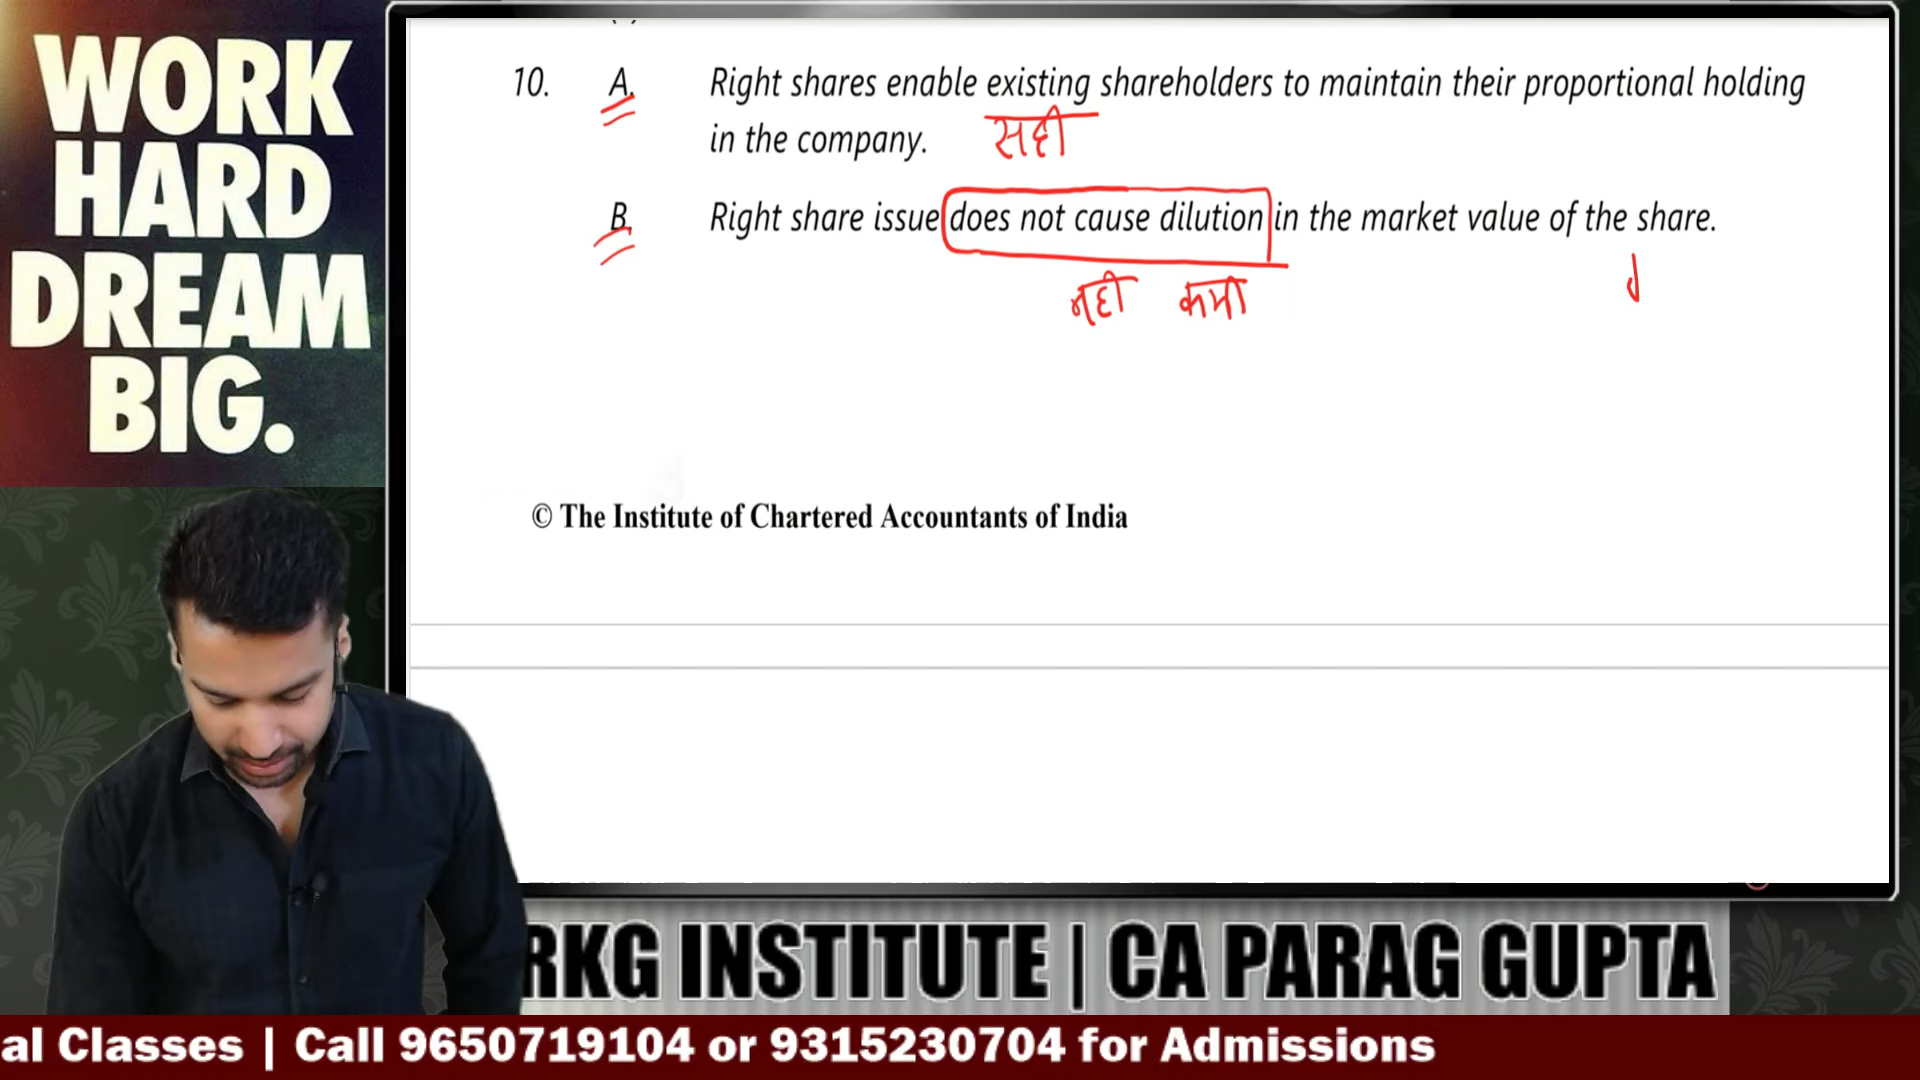 WORK
HARD
DREAM
BIG.
10. A. Right shares enable existing shareholders to maintain their proportional holding
in the company. सही
B. Right share issue does not cause dilution in the market value of the share.
नही कमी
© The Institute of Chartered Accountants of India
RKG INSTITUTE | CA PARAG GUPTA
al Classes | Call 9650719104 or 9315230704 for Admissions